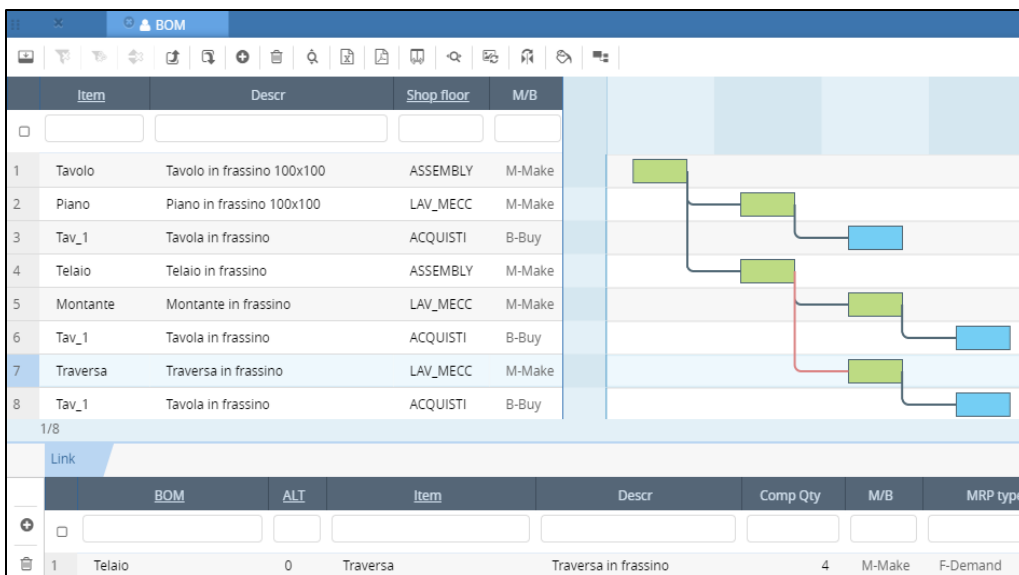 BOM
Item Descr Shop floor M/B
1 Tavolo Tavolo in frassino 100x100 ASSEMBLY M-Make
2 Piano Piano in frassino 100x100 LAV_MECC M-Make
3 Tav_1 Tavola in frassino ACQUISTI B-Buy
4 Telaio Telaio in frassino ASSEMBLY M-Make
5 Montante Montante in frassino LAV_MECC M-Make
6 Tav_1 Tavola in frassino ACQUISTI B-Buy
7 Traversa Traversa in frassino LAV_MECC M-Make
8 Tav_1 Tavola in frassino ACQUISTI B-Buy
1/8
Link
BOM ALT Item Descr Comp Qty M/B MRP type
1 Telaio 0 Traversa Traversa in frassino 4 M-Make F-Demand